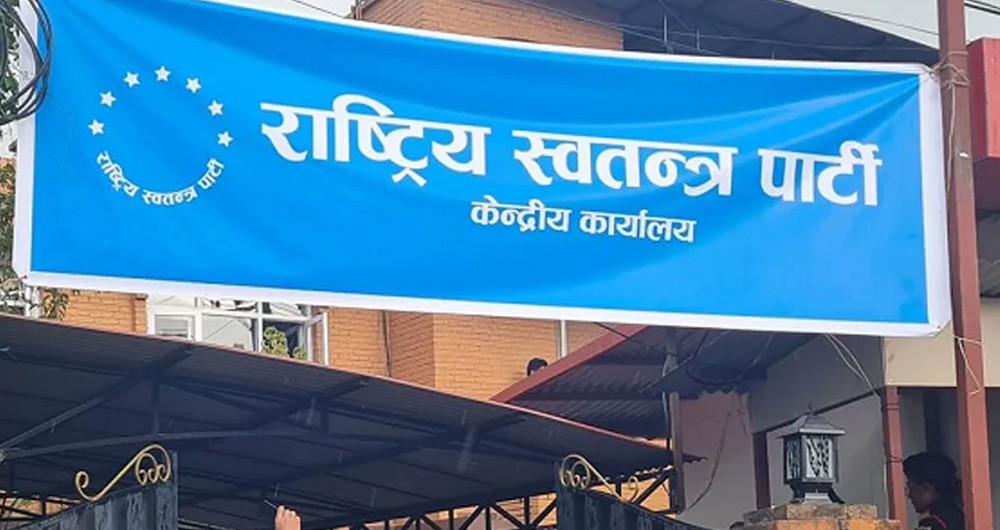 राष्ट्रिय स्वतन्त्र पार्टी
राष्ट्रिय स्वतन्त्र पार्टी
केन्द्रीय कार्यालय